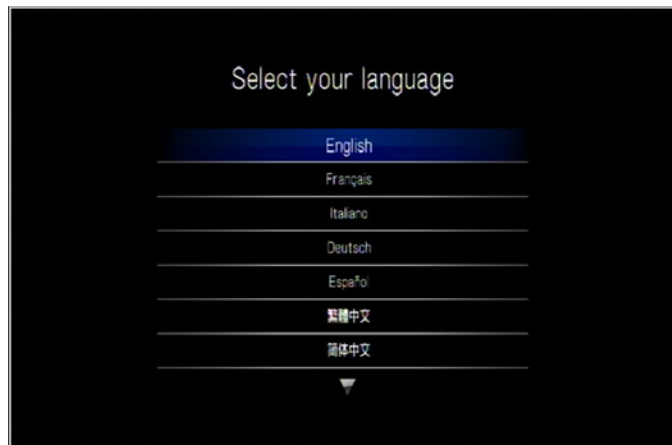 Select your language
English
Français
Italiano
Deutsch
Español
繁體中文
简体中文